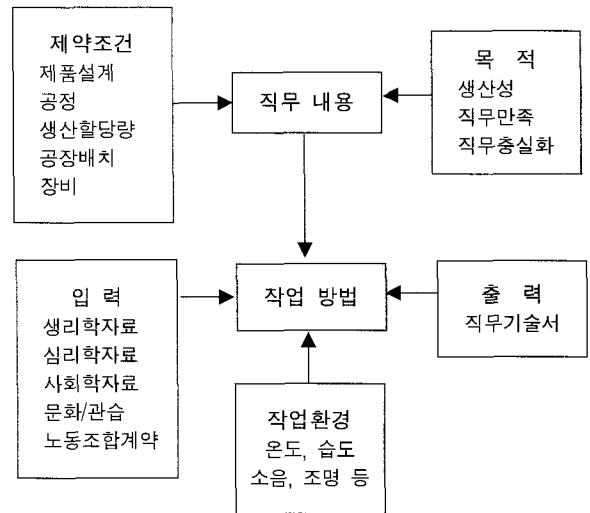 제약조건
제품설계
공정
생산할당량
공장배치
장비
직무 내용
목 적
생산성
직무만족
직무충실화
입 력
생리학자료
심리학자료
사회학자료
문화/관습
노동조합계약
작업 방법
출 력
직무기술서
작업환경
온도, 습도
소음, 조명 등